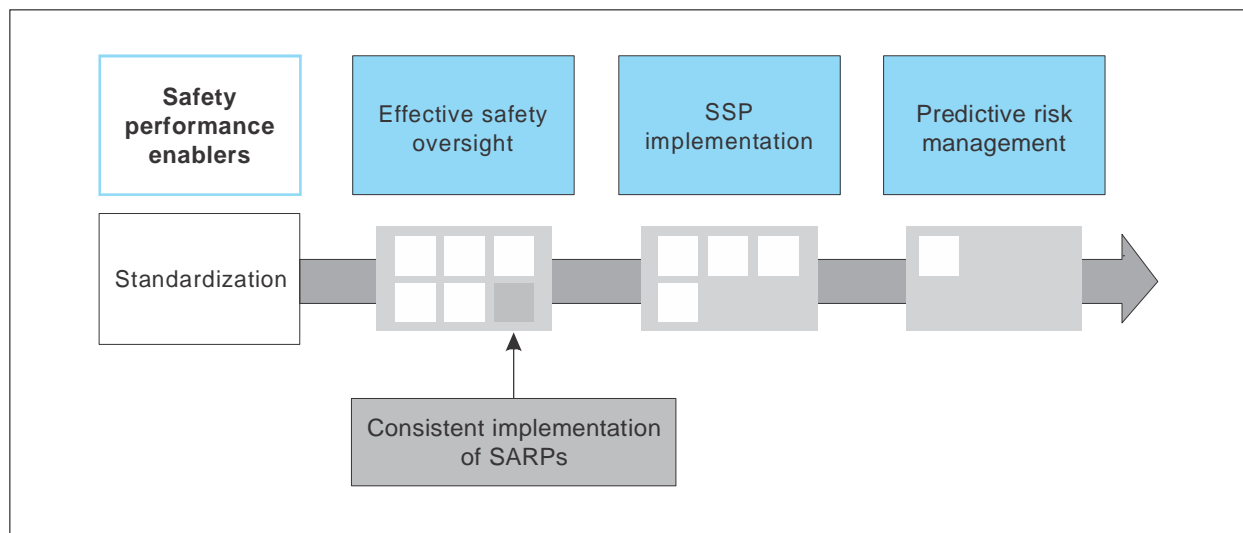 Safety
performance
enablers
Effective safety
oversight
SSP
implementation
Predictive risk
management
Standardization
Consistent implementation
of SARPs